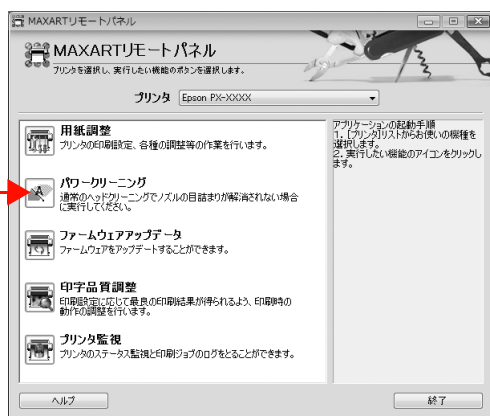 MAXARTリモートパネル
MAXARTリモートパネル
プリンタを選択し、実行したい機能のボタンを選択します。
プリンタ Epson PX-XXXX
用紙調整
プリンタの印刷設定、各種の調整等の作業を行います。
パワークリーニング
通常のヘッドクリーニングでノズルの目詰まりが解消されない場合
に実行してください。
ファームウェアアップデータ
ファームウェアをアップデートすることができます。
印字品質調整
印刷設定に応じて最良の印刷結果が得られるよう、印刷時の
動作の調整を行います。
プリンタ監視
プリンタのステータス監視と印刷ジョブのログをとることができます。
アプリケーションの起動手順
1. [プリンタ]リストからお使いの機種を
選択します。
2. 実行したい機能のアイコンをクリックし
ます。
ヘルプ
終了